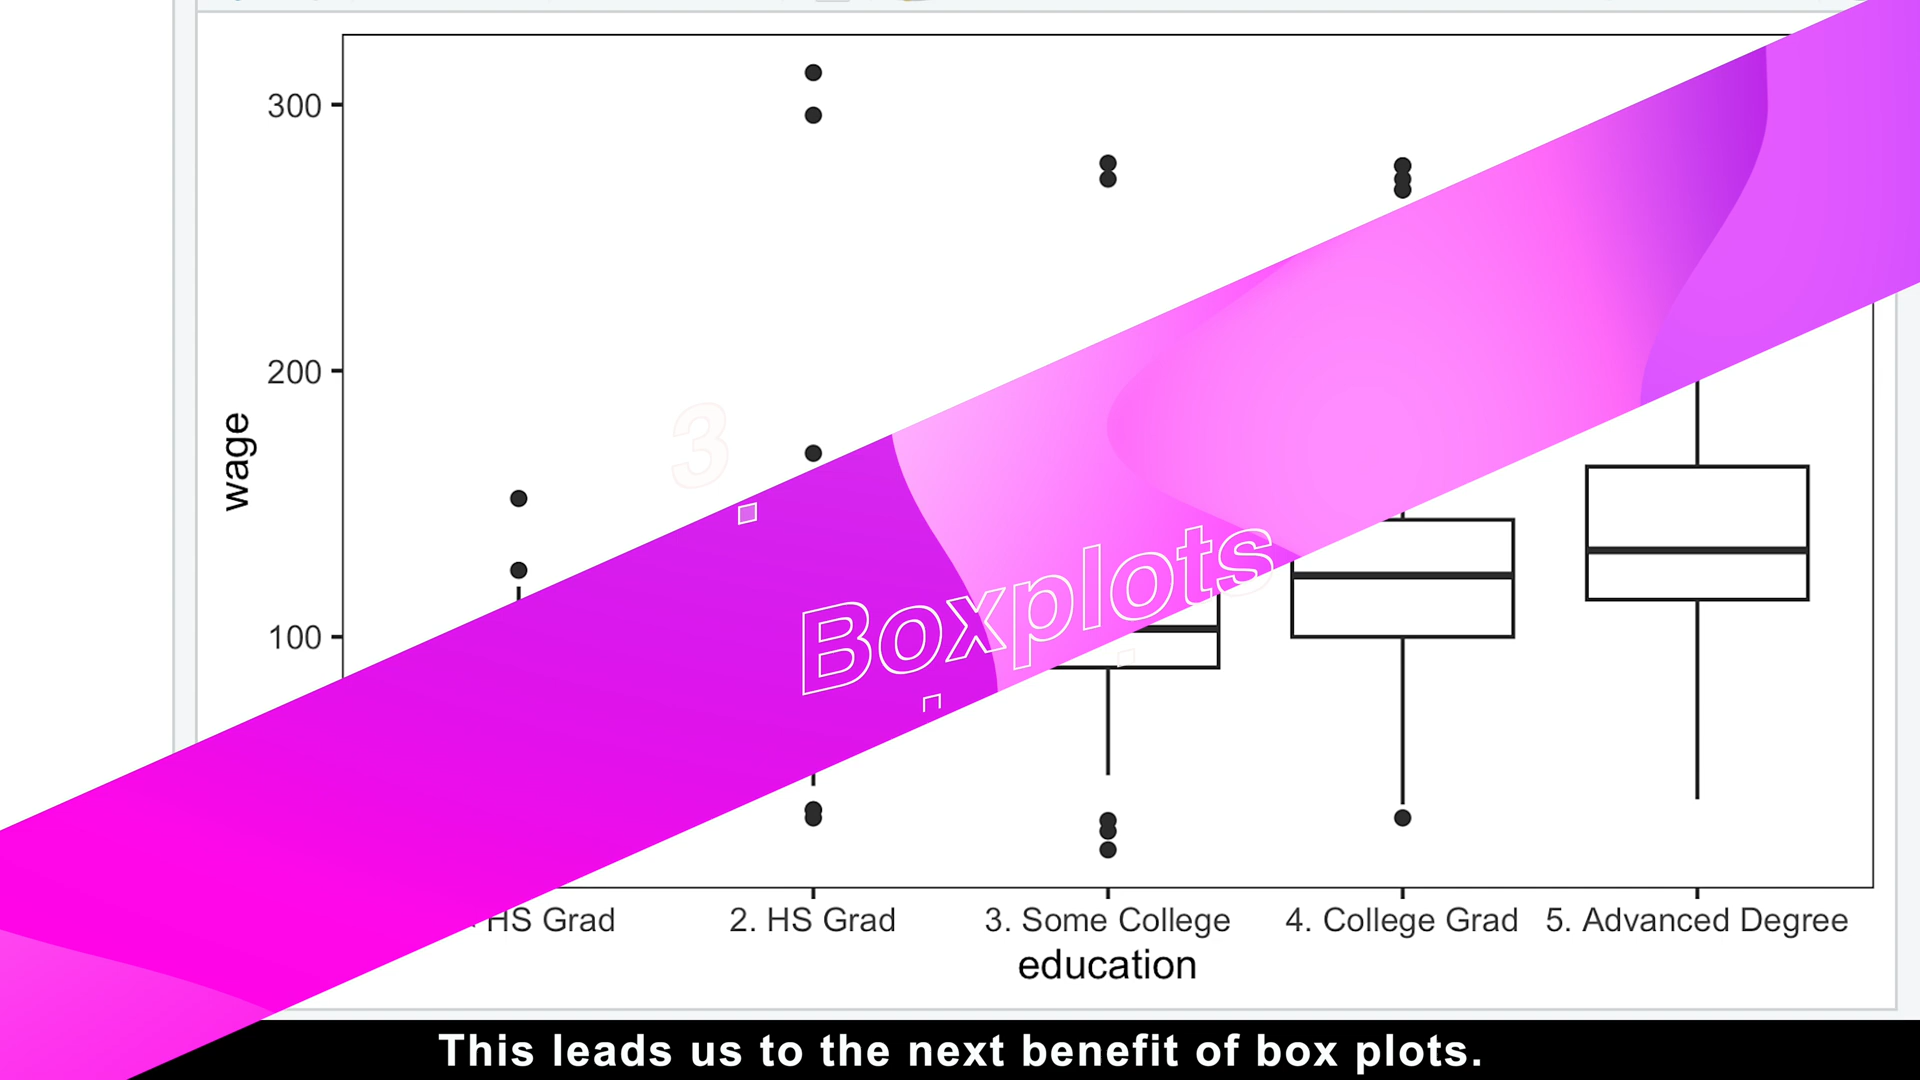 300
200
100
wage
3
Boxplots
HS Grad
2. HS Grad
3. Some College
4. College Grad
5. Advanced Degree
education
This leads us to the next benefit of box plots.